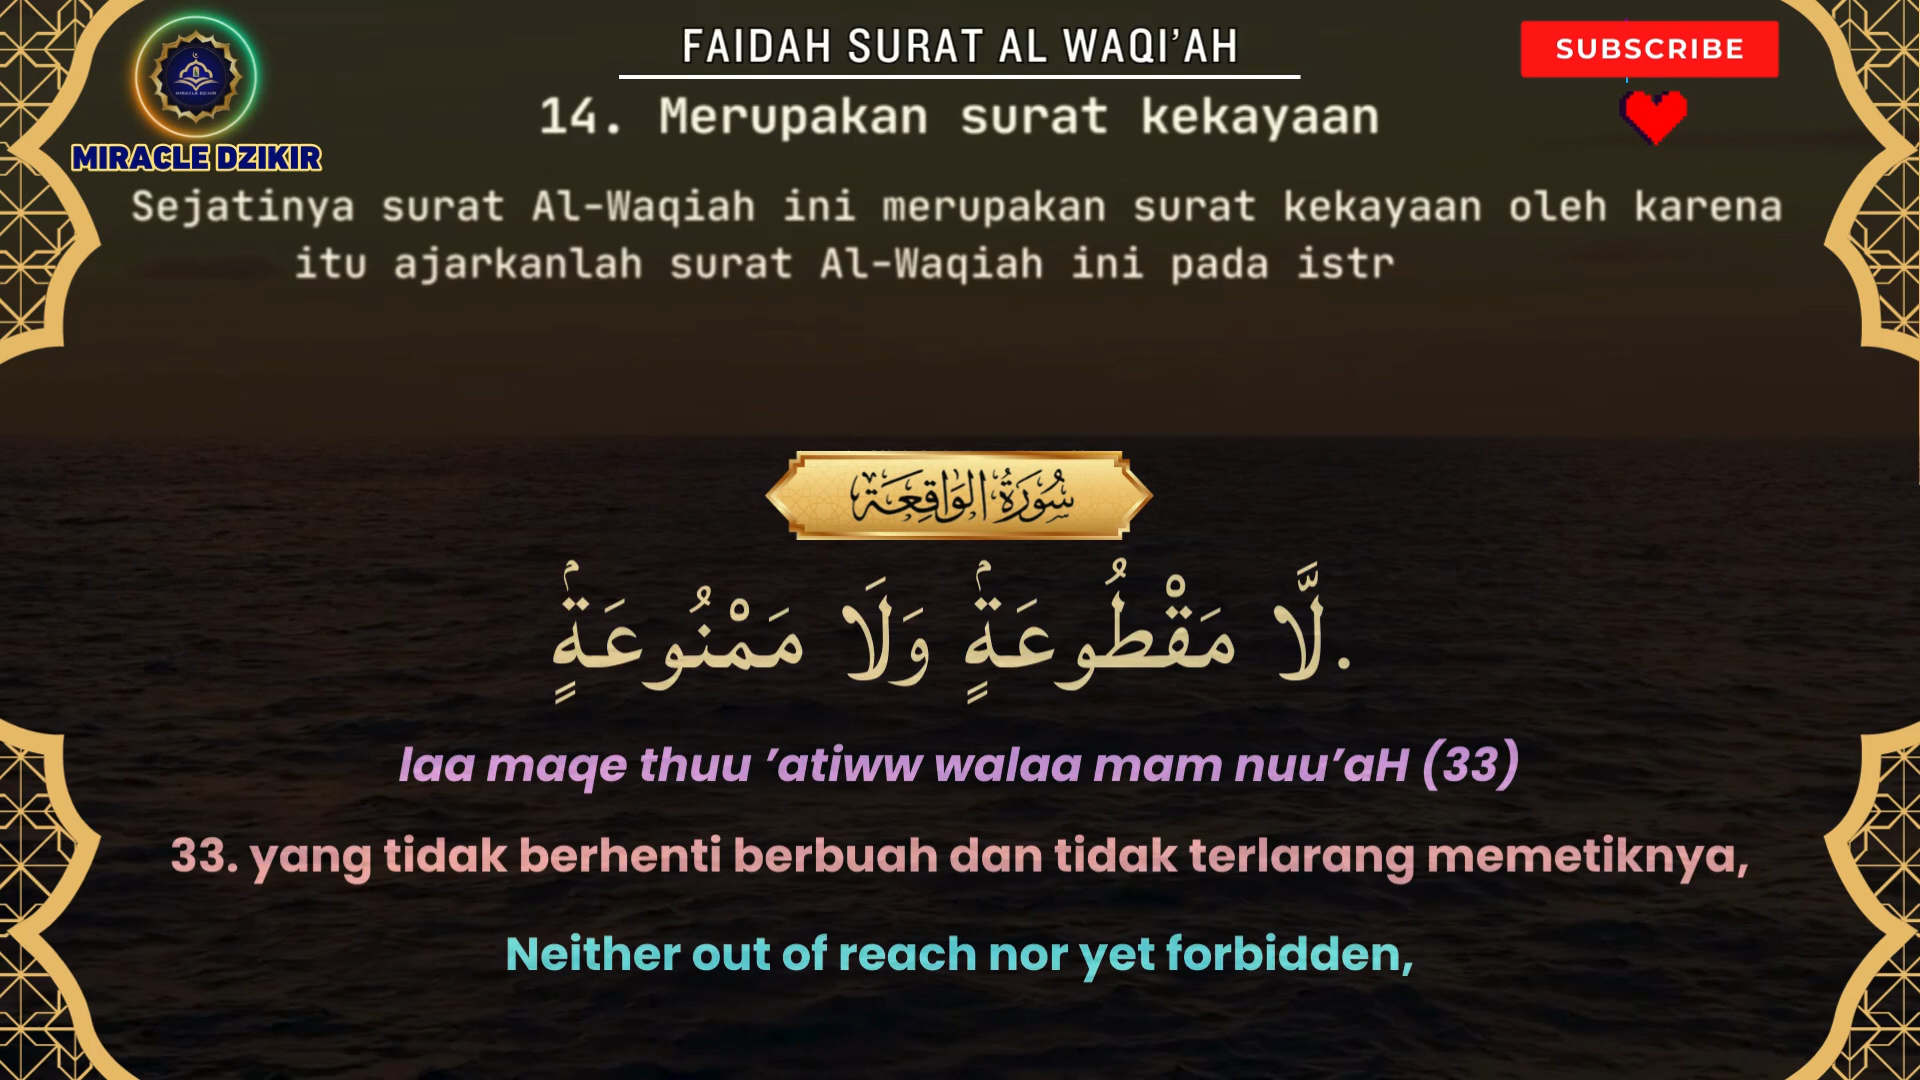 FAIDAH SURAT AL WAQI’AH
SUBSCRIBE
14. Merupakan surat kekayaan
MIRACLE DZIKIR
Sejatinya surat Al-Waqiah ini merupakan surat kekayaan oleh karena
itu ajarkanlah surat Al-Waqiah ini pada istr
سُورَةُ الوَاقِعَة
لَّا مَقْطُوعَةٍۢ وَلَا مَمْنُوعَةٍۢ.
laa maqe thuu ’atiww walaa mam nuu’aH (33)
33. yang tidak berhenti berbuah dan tidak terlarang memetiknya,
Neither out of reach nor yet forbidden,